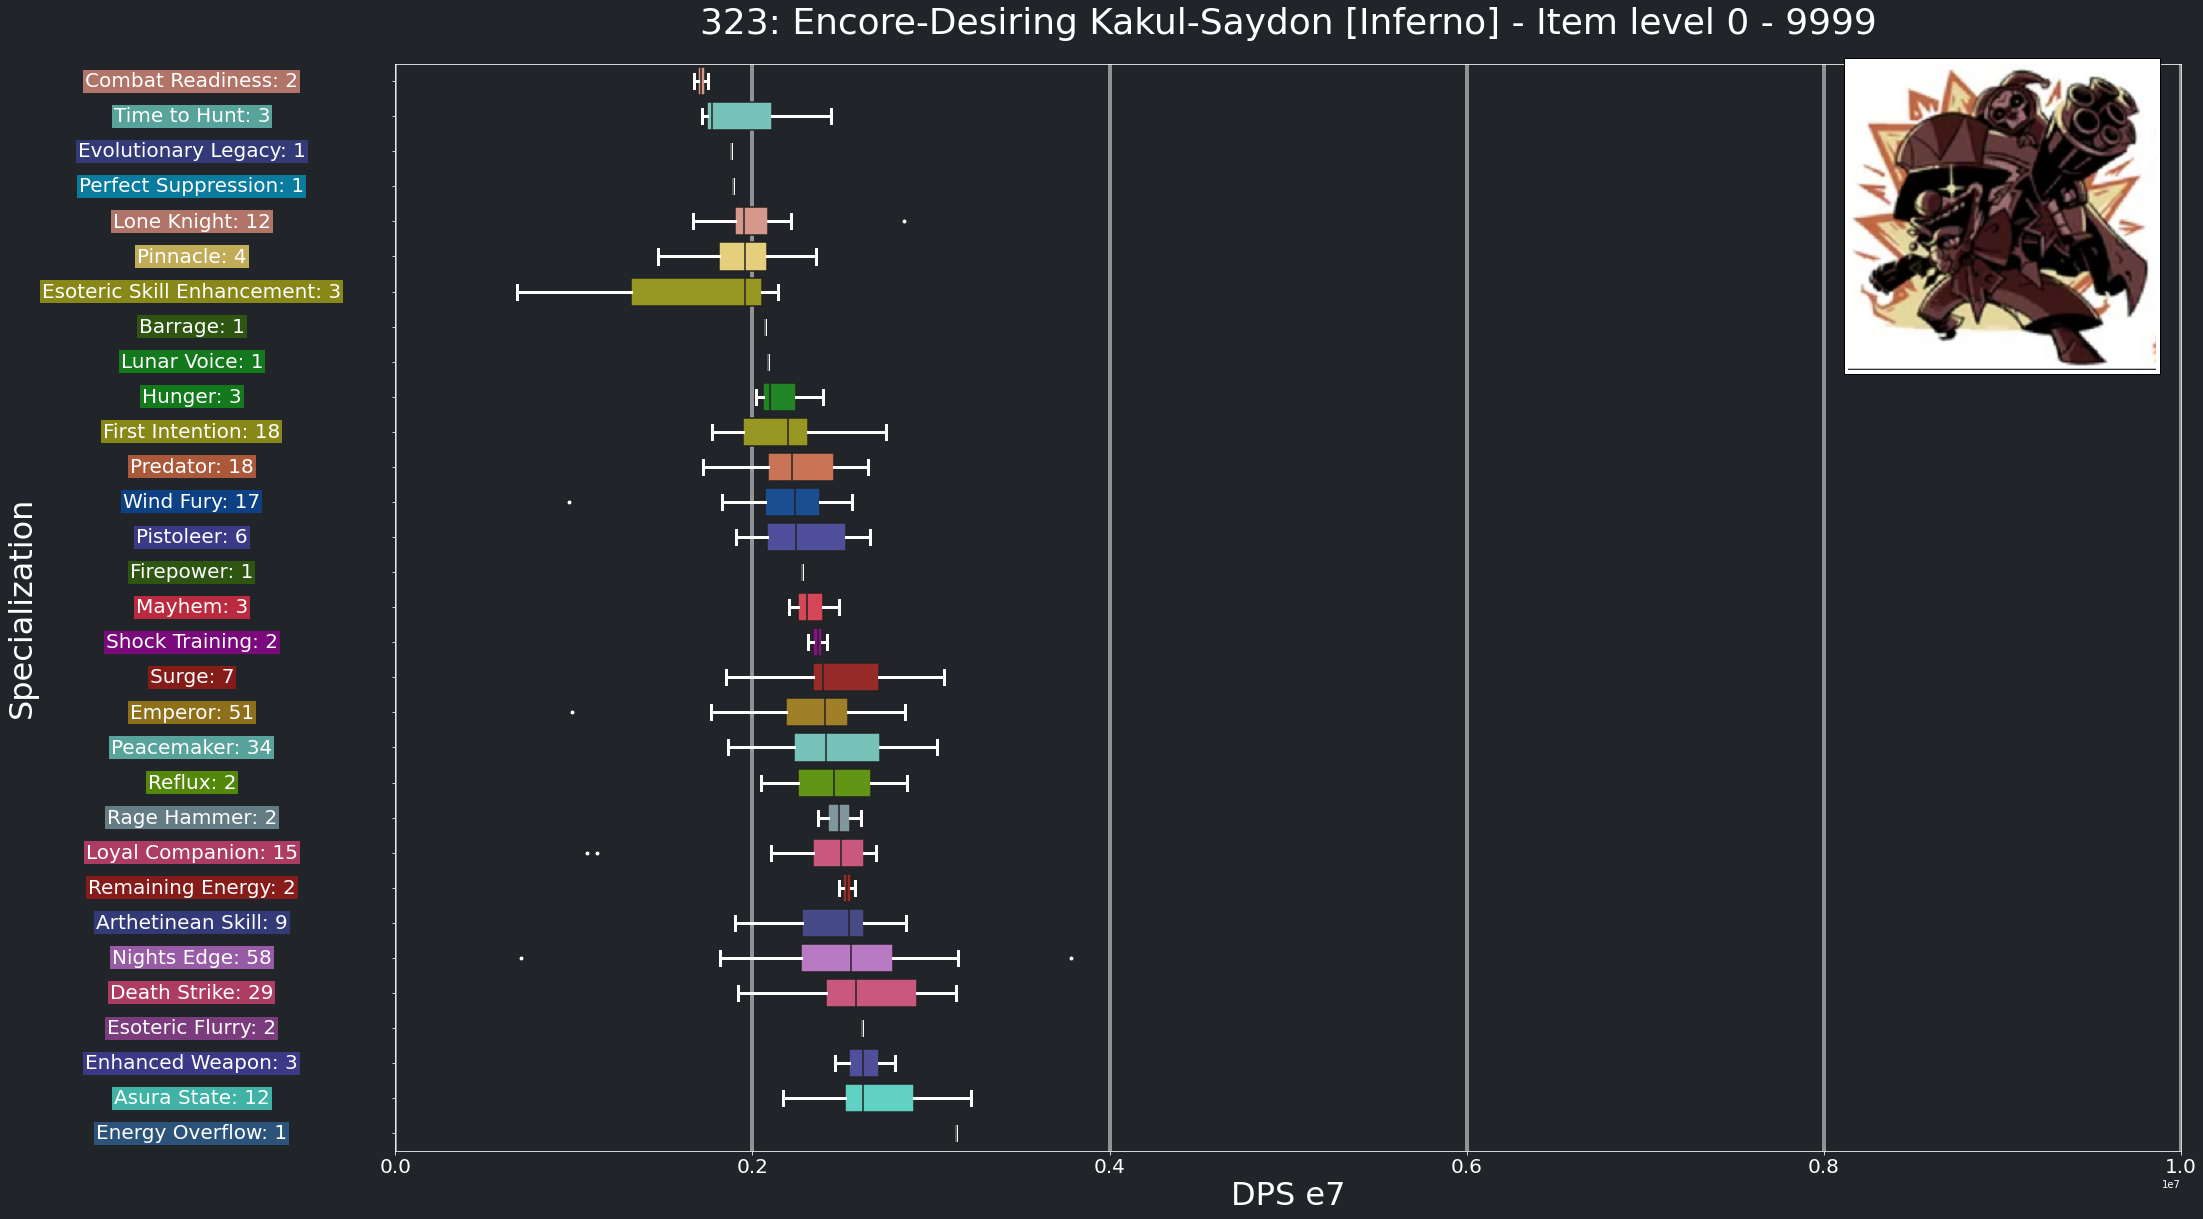 323: Encore-Desiring Kakul-Saydon [Inferno] - Item level 0 - 9999
Specialization
Combat Readiness: 2
Time to Hunt: 3
Evolutionary Legacy: 1
Perfect Suppression: 1
Lone Knight: 12
Pinnacle: 4
Esoteric Skill Enhancement: 3
Barrage: 1
Lunar Voice: 1
Hunger: 3
First Intention: 18
Predator: 18
Wind Fury: 17
Pistoleer: 6
Firepower: 1
Mayhem: 3
Shock Training: 2
Surge: 7
Emperor: 51
Peacemaker: 34
Reflux: 2
Rage Hammer: 2
Loyal Companion: 15
Remaining Energy: 2
Arthetinean Skill: 9
Nights Edge: 58
Death Strike: 29
Esoteric Flurry: 2
Enhanced Weapon: 3
Asura State: 12
Energy Overflow: 1
0.0 0.2 0.4 0.6 0.8 1.0
1e7
DPS e7